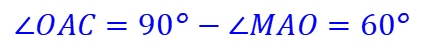 ∠OAC = 90° − ∠MAO = 60°